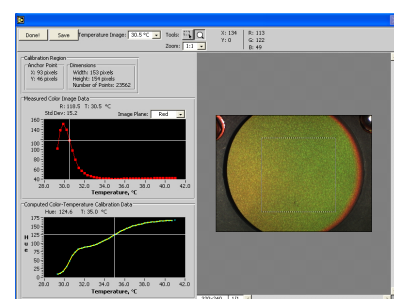 Done! Save Temperature Image: 30.5 °C Tools: X: 134 R: 113
Y: 0 G: 122
Zoom: 1:1 B: 49
Calibration Region
Anchor Point Dimensions
X: 93 pixels Width: 153 pixels
Y: 46 pixels Height: 154 pixels
Number of Points: 23562
Measured Color Image Data
R: 118.5 T: 30.5 °C
Std Dev: 15.2 Image Plane: Red
160
140
120
100
80
60
40
28.0 30.0 32.0 34.0 36.0 38.0 40.0 42.0
Temperature, °C
Computed Color-Temperature Calibration Data
Hue: 124.6 T: 35.0 °C
Hue
175
150
125
100
75
50
25
0
28.0 30.0 32.0 34.0 36.0 38.0 40.0 42.0
Temperature, °C
320x240 1/1